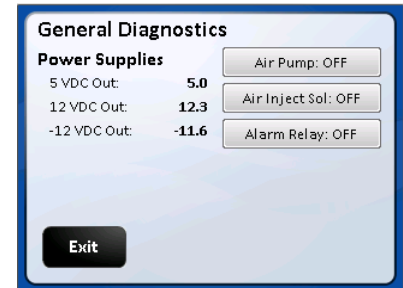 General Diagnostics
Power Supplies
5 VDC Out: 5.0
12 VDC Out: 12.3
-12 VDC Out: -11.6
Air Pump: OFF
Air Inject Sol: OFF
Alarm Relay: OFF
Exit